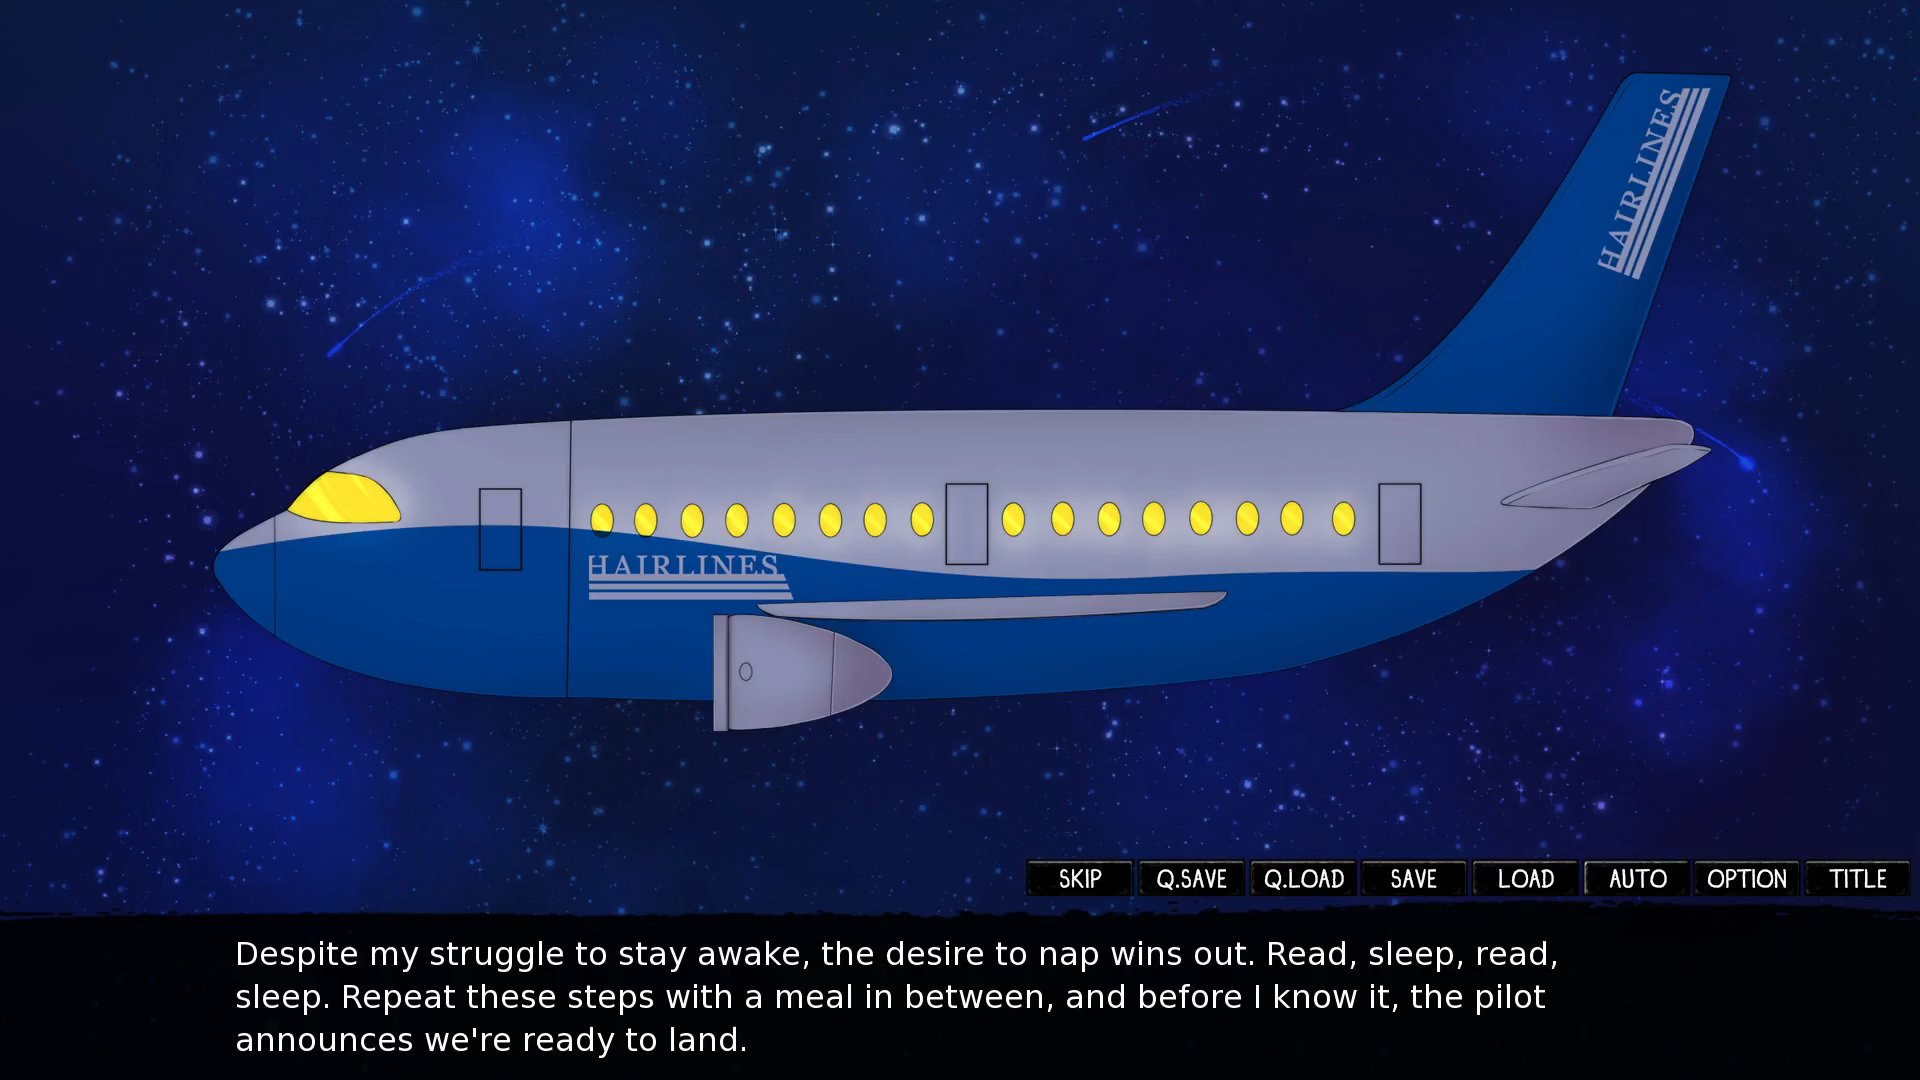 HAIRLINES
HAIRLINES
SKIP Q.SAVE Q.LOAD SAVE LOAD AUTO OPTION TITLE
Despite my struggle to stay awake, the desire to nap wins out. Read, sleep, read,
sleep. Repeat these steps with a meal in between, and before I know it, the pilot
announces we're ready to land.